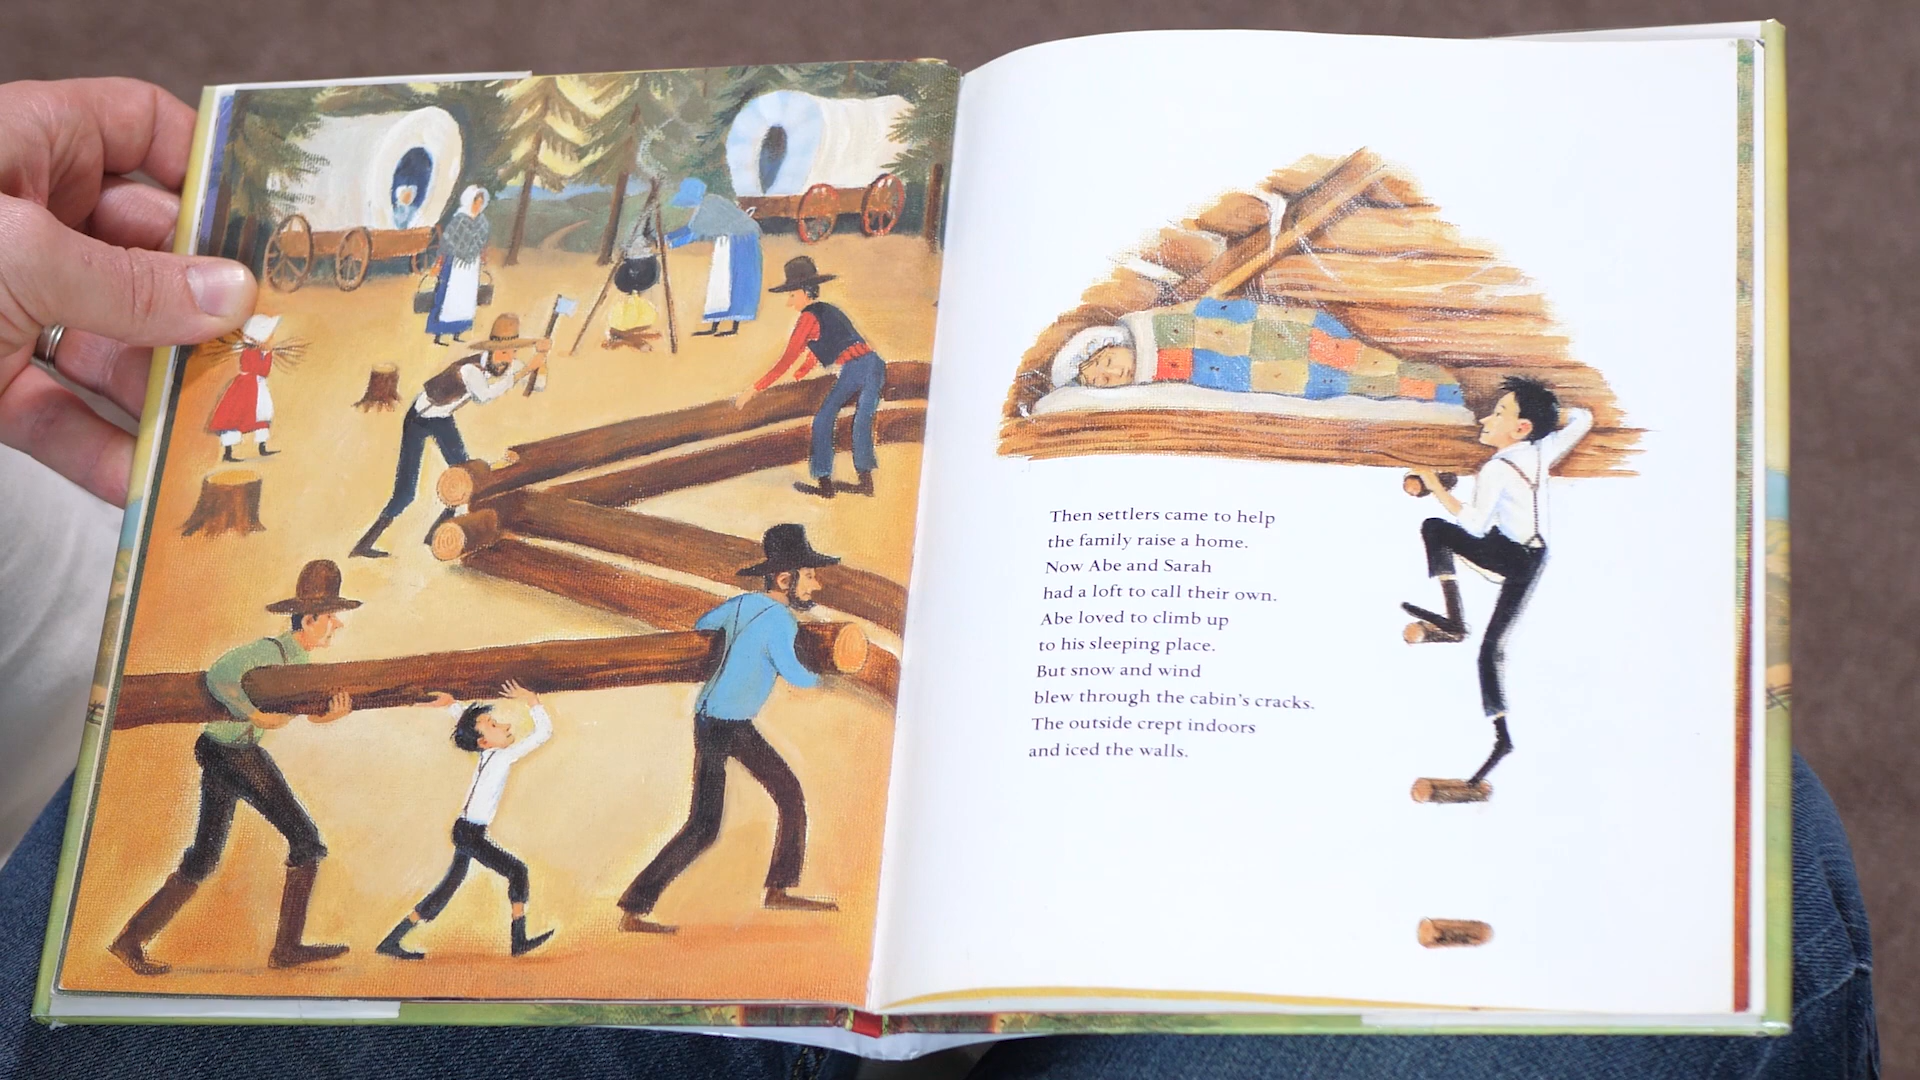 Then settlers came to help
the family raise a home.
Now Abe and Sarah
had a loft to call their own.
Abe loved to climb up
to his sleeping place.
But snow and wind
blew through the cabin's cracks.
The outside crept indoors
and iced the walls.